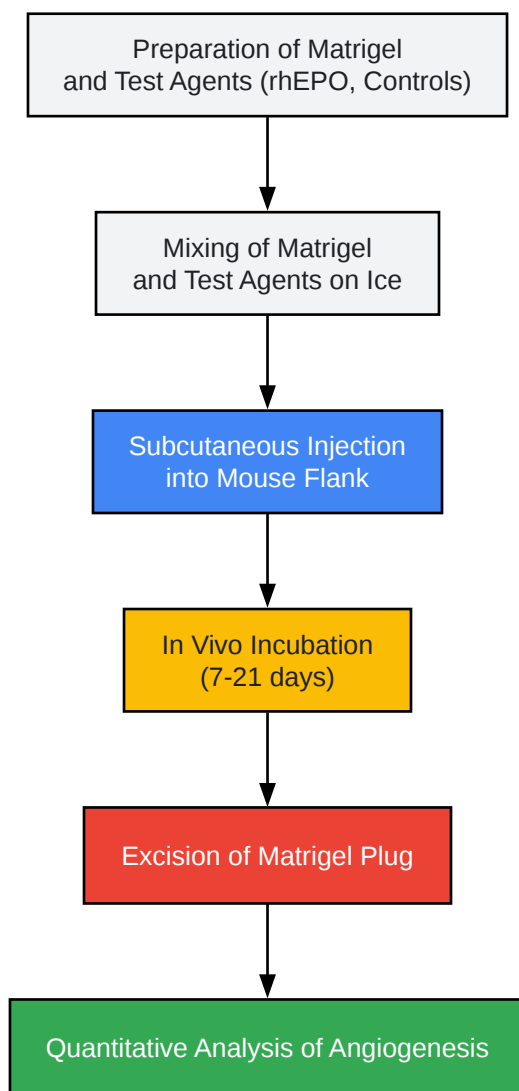 Preparation of Matrigel
and Test Agents (rhEPO, Controls)
Mixing of Matrigel
and Test Agents on Ice
Subcutaneous Injection
into Mouse Flank
In Vivo Incubation
(7-21 days)
Excision of Matrigel Plug
Quantitative Analysis of Angiogenesis